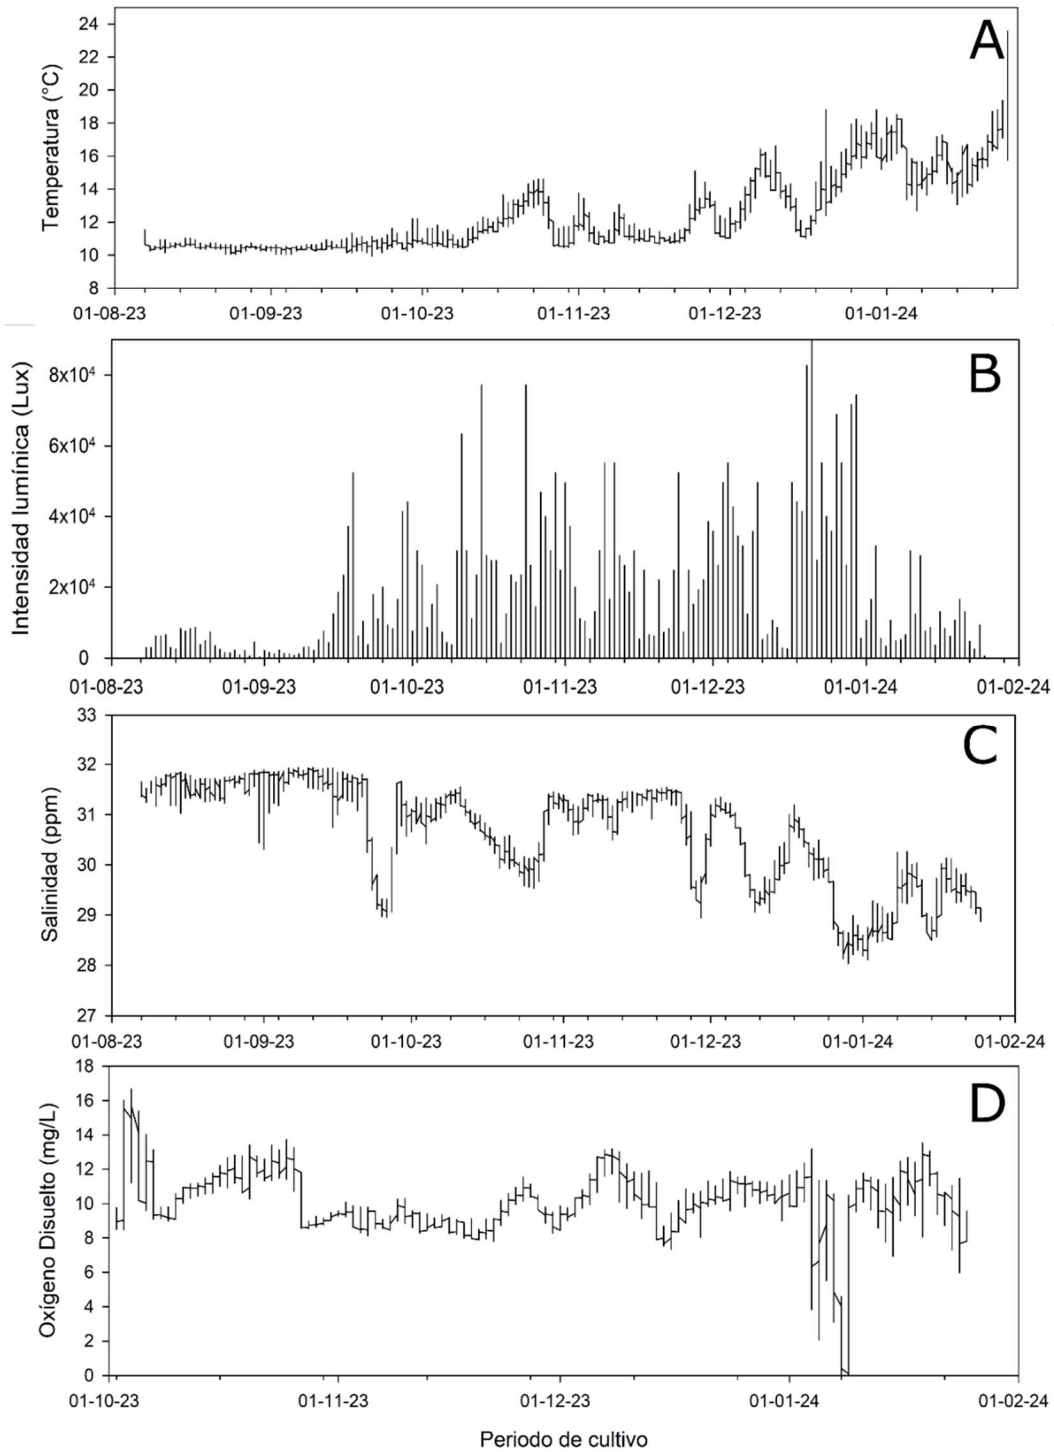 A
Temperatura (°C)
24
22
20
18
16
14
12
10
8
01-08-23 01-09-23 01-10-23 01-11-23 01-12-23 01-01-24
B
Intensidad lumínica (Lux)
8x10⁴
6x10⁴
4x10⁴
2x10⁴
0
01-08-23 01-09-23 01-10-23 01-11-23 01-12-23 01-01-24 01-02-24
C
Salinidad (ppm)
33
32
31
30
29
28
27
01-08-23 01-09-23 01-10-23 01-11-23 01-12-23 01-01-24 01-02-24
D
Oxígeno Disuelto (mg/L)
18
16
14
12
10
8
6
4
2
0
01-10-23 01-11-23 01-12-23 01-01-24 01-02-24
Periodo de cultivo